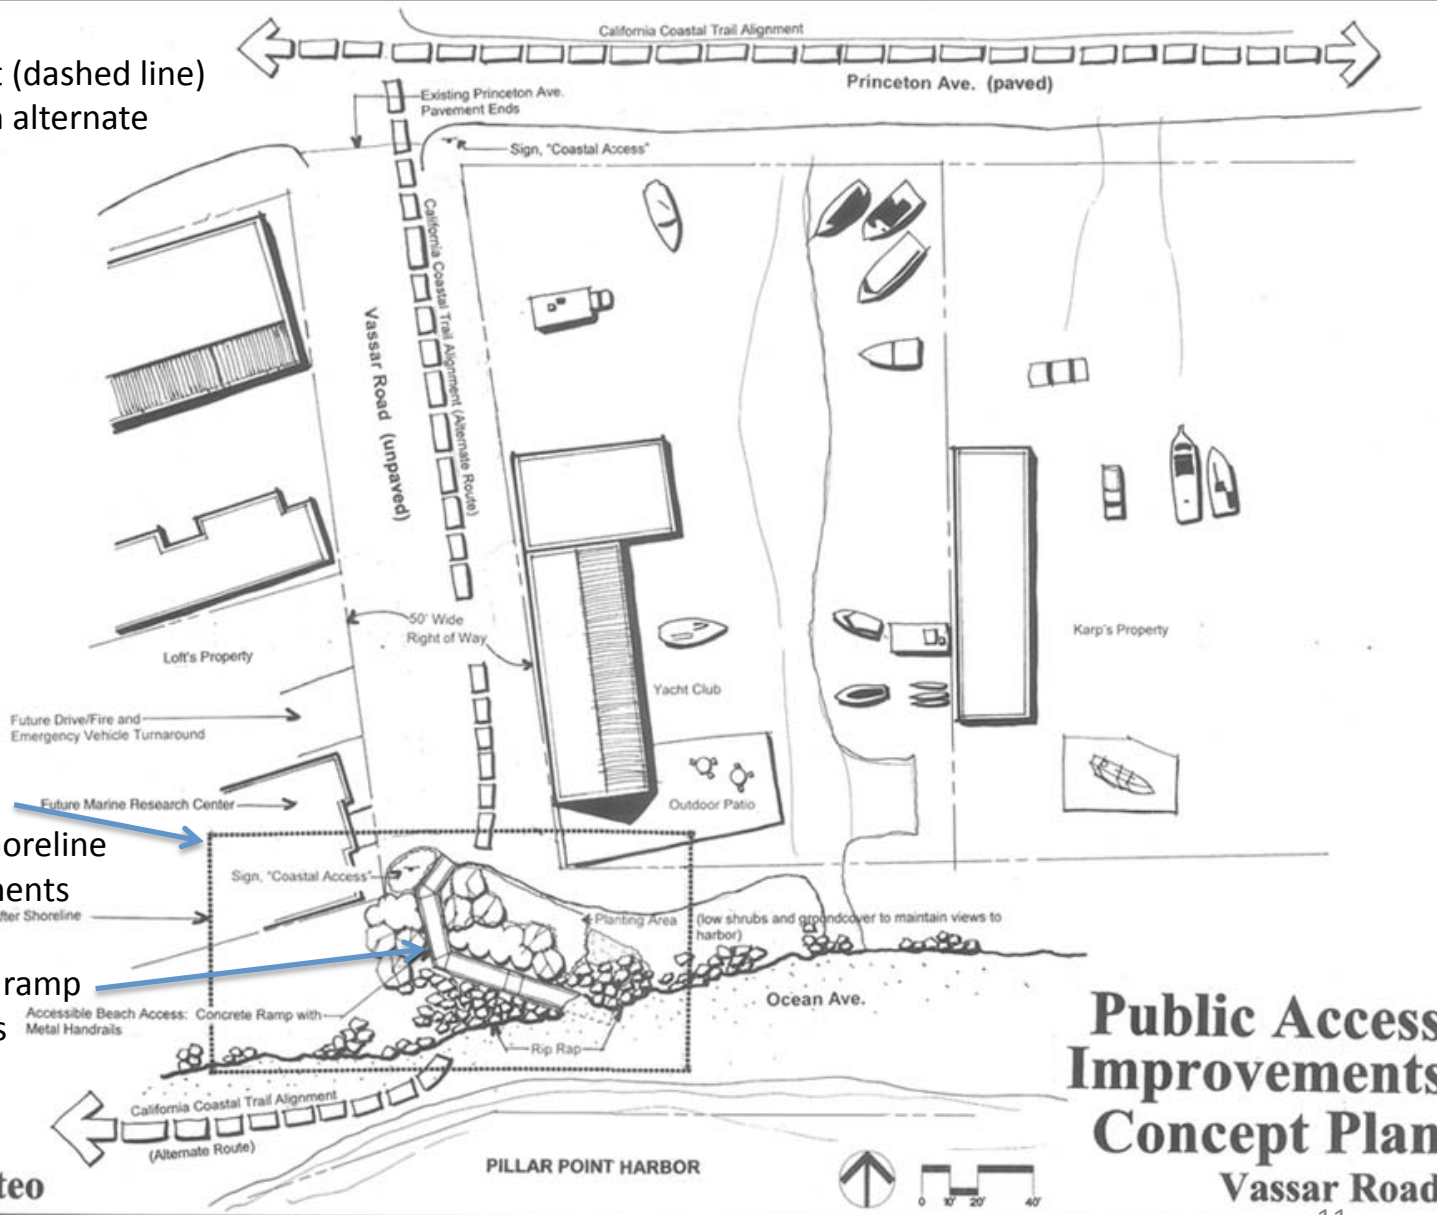 California Coastal Trail Alignment
t (dashed line)
Princeton Ave. (paved)
Existing Princeton Ave.
Pavement Ends
alternate
Sign, "Coastal Access"
California Coastal Trail Alignment (Alternate Route)
Vassar Road (unpaved)
50' Wide
Right of Way
Karp's Property
Loft's Property
Yacht Club
Future Drive/Fire and
Emergency Vehicle Turnaround
Future Marine Research Center
Outdoor Patio
oreline
ments
Sign, "Coastal Access"
fter Shoreline
Planting Area
(low shrubs and groundcover to maintain views to
harbor)
ramp
s
Accessible Beach Access: Concrete Ramp with
Metal Handrails
Ocean Ave.
Rip Rap
Public Access
Improvements
Concept Plan
Vassar Road
California Coastal Trail Alignment
(Alternate Route)
PILLAR POINT HARBOR
0 10' 20' 40'
teo
11